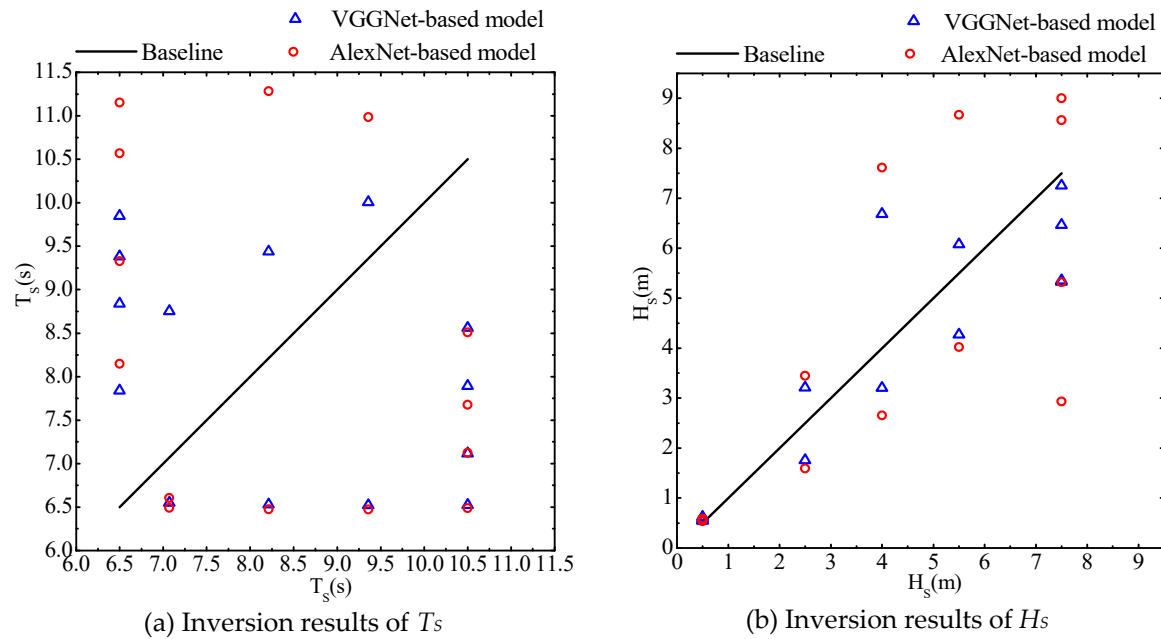 VGGNet-based model
Baseline AlexNet-based model
11.5
11.0
10.5
10.0
9.5
9.0
8.5
8.0
7.5
7.0
6.5
6.0
T_s(s)
6.0 6.5 7.0 7.5 8.0 8.5 9.0 9.5 10.0 10.5 11.0 11.5
T_s(s)
(a) Inversion results of Ts
VGGNet-based model
Baseline AlexNet-based model
9
8
7
6
5
4
3
2
1
0
H_s(m)
0 1 2 3 4 5 6 7 8 9
H_s(m)
(b) Inversion results of Hs